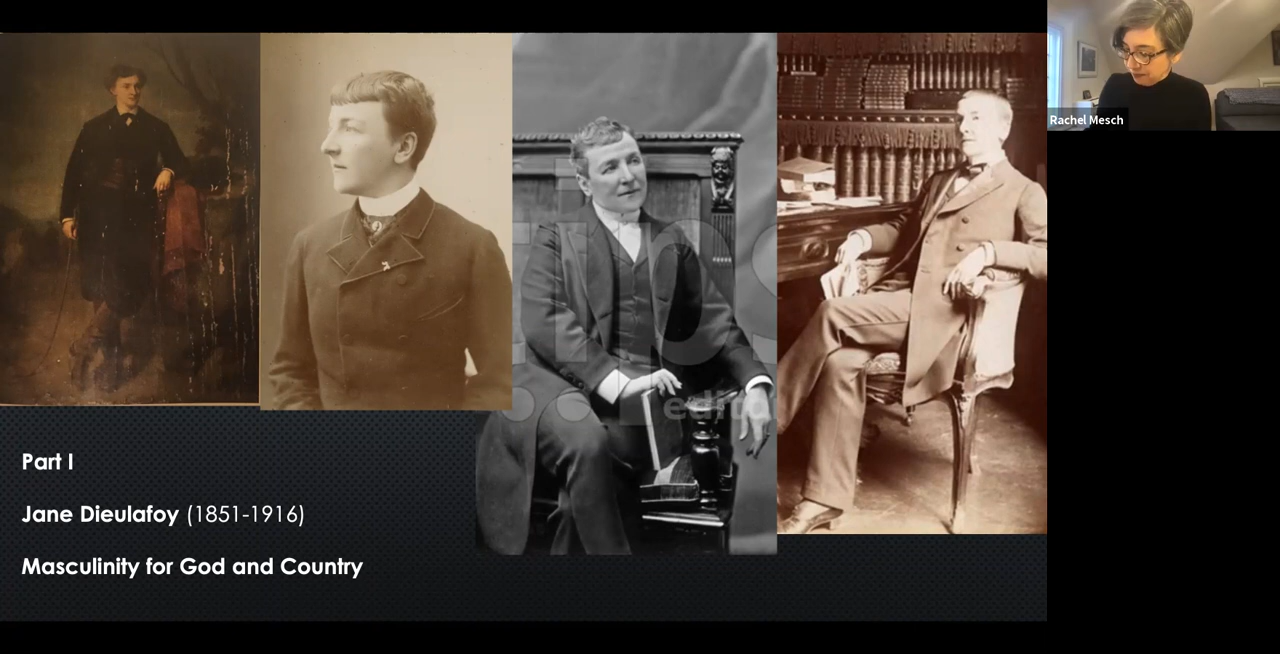 Part I
Jane Dieulafoy (1851-1916)
Masculinity for God and Country
Rachel Mesch